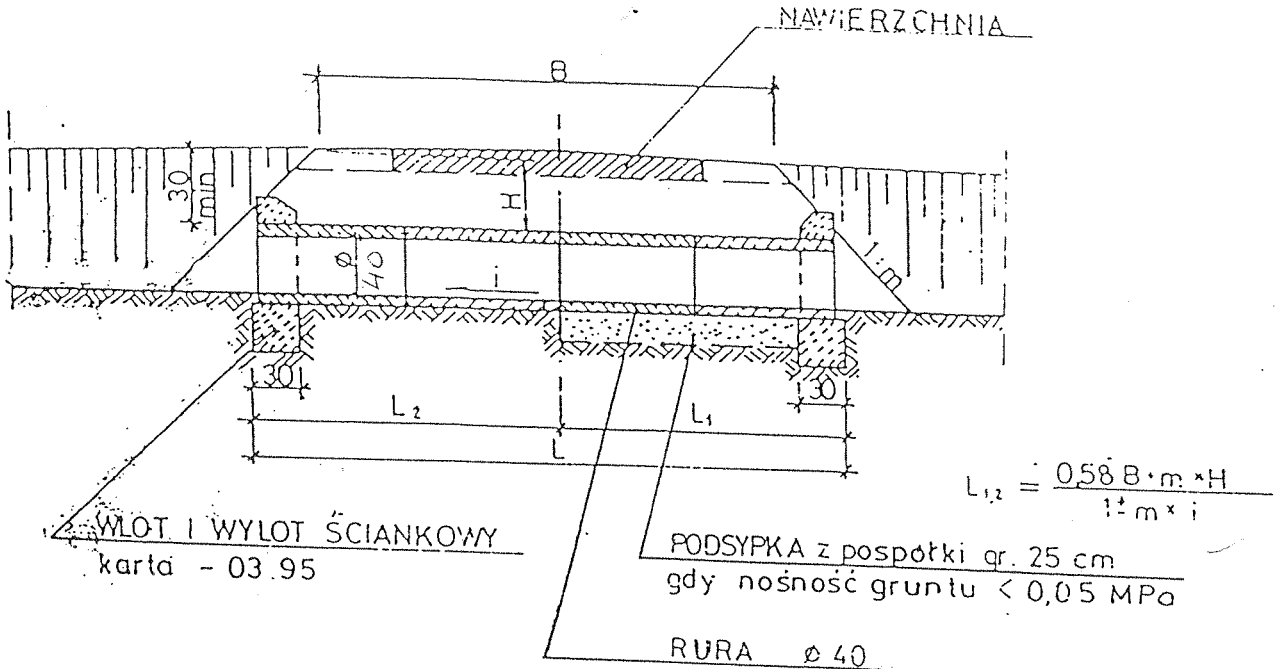 NAWIERZCHNIA
B
30
min
H
1:m
φ
40
i
30
30
L₂
L₁
L
L₁,₂ = 0,58 B·m × H / 1 ± m × i
WLOT I WYLOT ŚCIANKOWY
karta - 03.95
PODSYPKA z pospółki gr. 25 cm
gdy nośność gruntu < 0,05 MPa
RURA φ 40